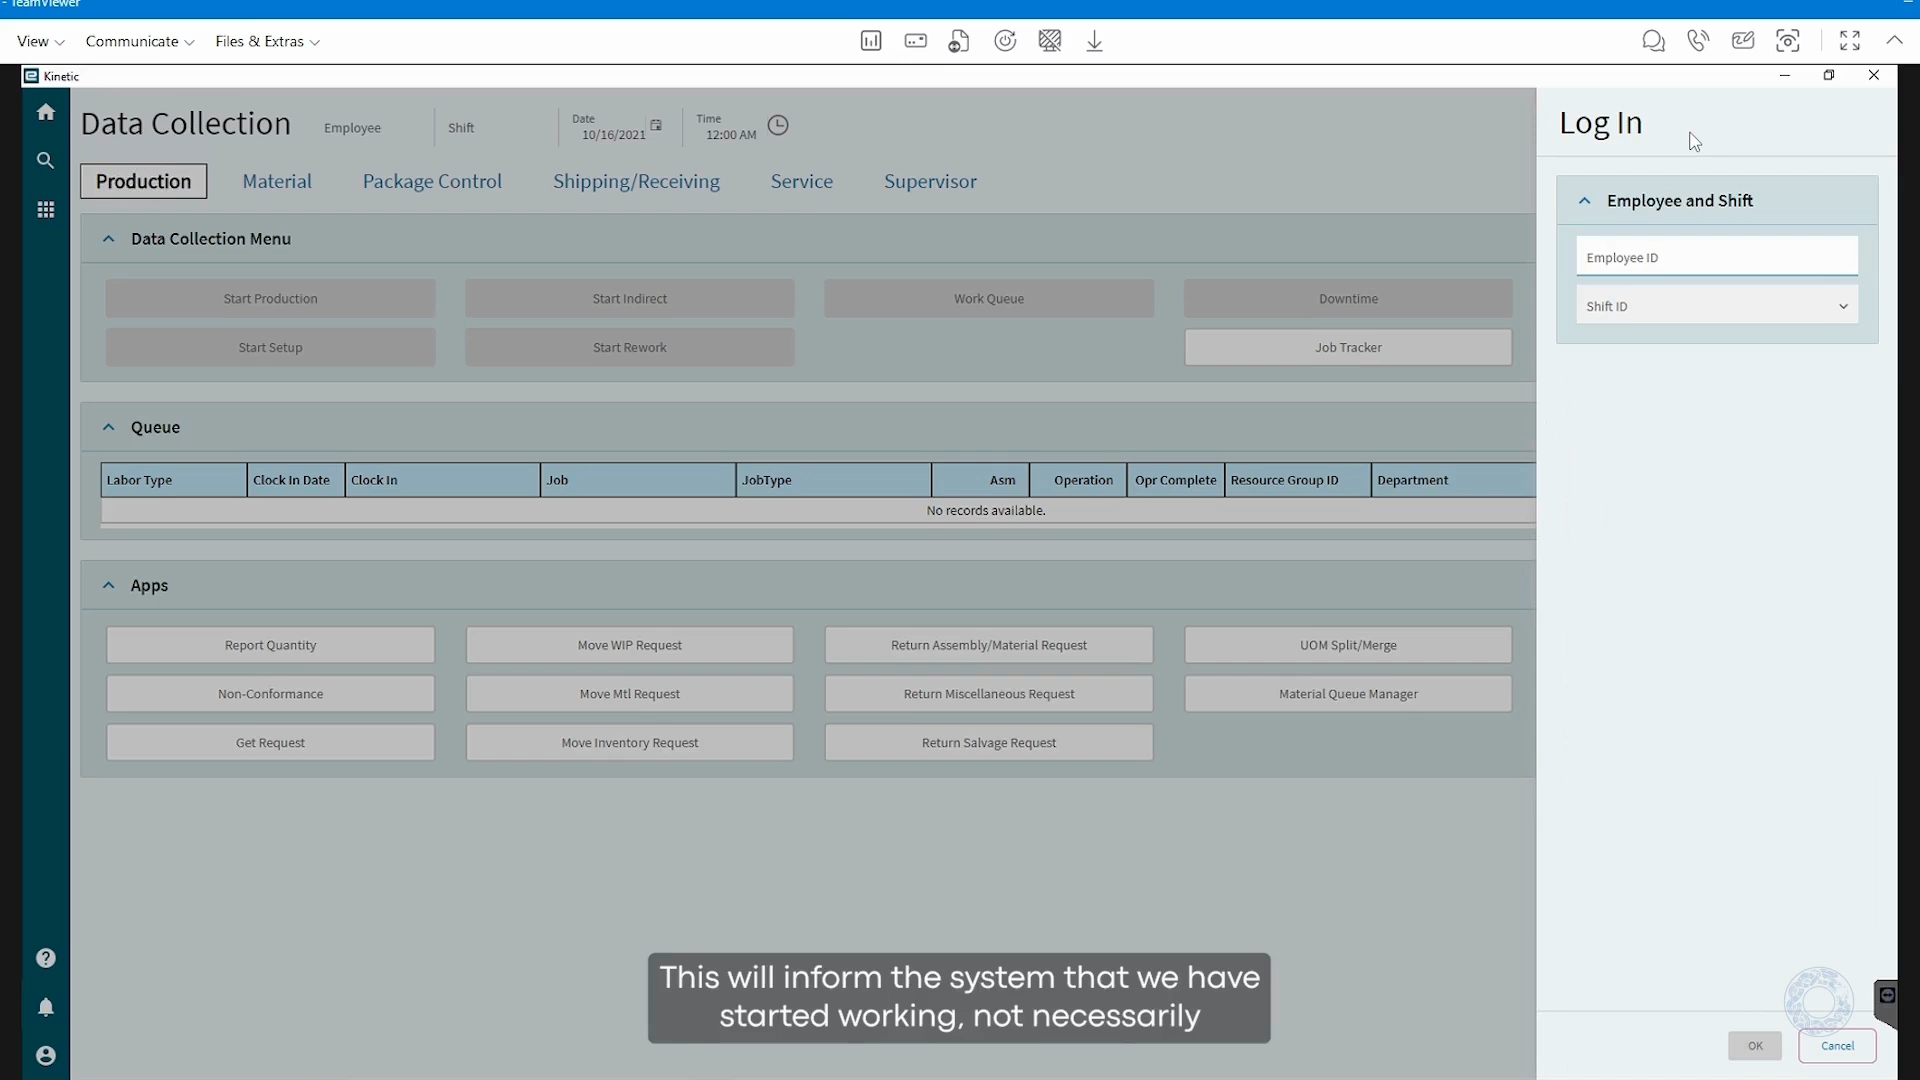 - TeamViewer
View
Communicate
Files & Extras
Kinetic
Data Collection
Employee
Shift
Date
10/16/2021
Time
12:00 AM
Log In
Production
Material
Package Control
Shipping/Receiving
Service
Supervisor
Employee and Shift
Employee ID
Shift ID
Data Collection Menu
Start Production
Start Indirect
Work Queue
Downtime
Start Setup
Start Rework
Job Tracker
Queue
Labor Type
Clock In Date
Clock In
Job
JobType
Asm
Operation
Opr Complete
Resource Group ID
Department
No records available.
Apps
Report Quantity
Move WIP Request
Return Assembly/Material Request
UOM Split/Merge
Non-Conformance
Move Mtl Request
Return Miscellaneous Request
Material Queue Manager
Get Request
Move Inventory Request
Return Salvage Request
This will inform the system that we have
started working, not necessarily
OK
Cancel